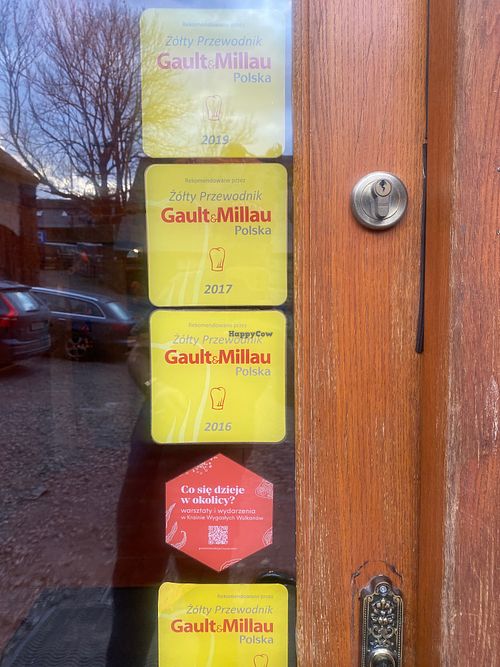 Rekomendowane przez
Żółty Przewodnik
Gault&Millau
Polska
2019
Rekomendowane przez
Żółty Przewodnik
Gault&Millau
Polska
2017
Rekomendowane przez
Żółty Przewodnik
HappyCow
Gault&Millau
Polska
2016
Co się dzieje
w okolicy?
warsztaty i wydarzenia
w Krainie Wygasłych Wulkanów
Rekomendowane przez
Żółty Przewodnik
Gault&Millau
Polska